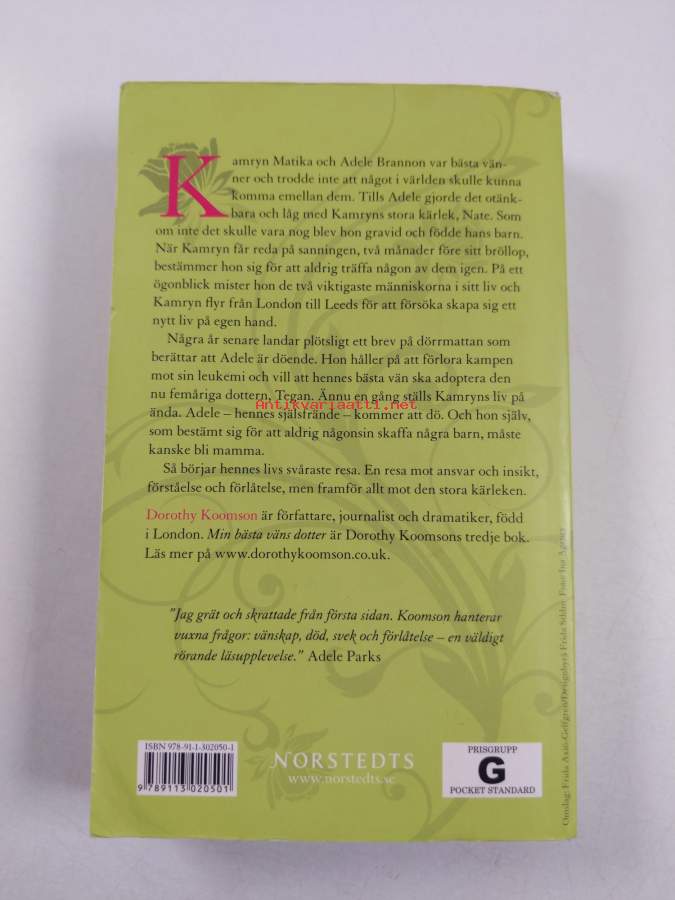 Kamryn Matika och Adele Brannon var bästa vän-
ner och trodde inte att något i världen skulle kunna
komma emellan dem. Tills Adele gjorde det otänk-
bara och låg med Kamryns stora kärlek, Nate. Som
om inte det skulle vara nog blev hon gravid och födde hans barn.
När Kamryn får reda på sanningen, två månader före sitt bröllop,
bestämmer hon sig för att aldrig träffa någon av dem igen. På ett
ögonblick mister hon de två viktigaste människorna i sitt liv och
Kamryn flyr från London till Leeds för att försöka skapa sig ett
nytt liv på egen hand.
Några år senare landar plötsligt ett brev på dörrmattan som
berättar att Adele är döende. Hon håller på att förlora kampen
mot sin leukemi och vill att hennes bästa vän ska adoptera den
nu femåriga dottern, Tegan. Ännu en gång ställs Kamryns liv på
Antikvariaatti.net
ända. Adele – hennes själsfrände – kommer att dö. Och hon själv,
som bestämt sig för att aldrig någonsin skaffa några barn, måste
kanske bli mamma.
Så börjar hennes livs svåraste resa. En resa mot ansvar och insikt,
förståelse och förlåtelse, men framför allt mot den stora kärleken.
Dorothy Koomson är författare, journalist och dramatiker, född
i London. Min bästa väns dotter är Dorothy Koomsons tredje bok.
Läs mer på www.dorothykoomson.co.uk.
"Jag grät och skrattade från första sidan. Koomson hanterar
vuxna frågor: vänskap, död, svek och förlåtelse – en väldigt
rörande läsupplevelse." Adele Parks
ISBN 978-91-1-302050-1
9 789113 020501
NORSTEDTS
www.norstedts.se
PRISGRUPP
G
POCKET STANDARD
Omslag: Frida